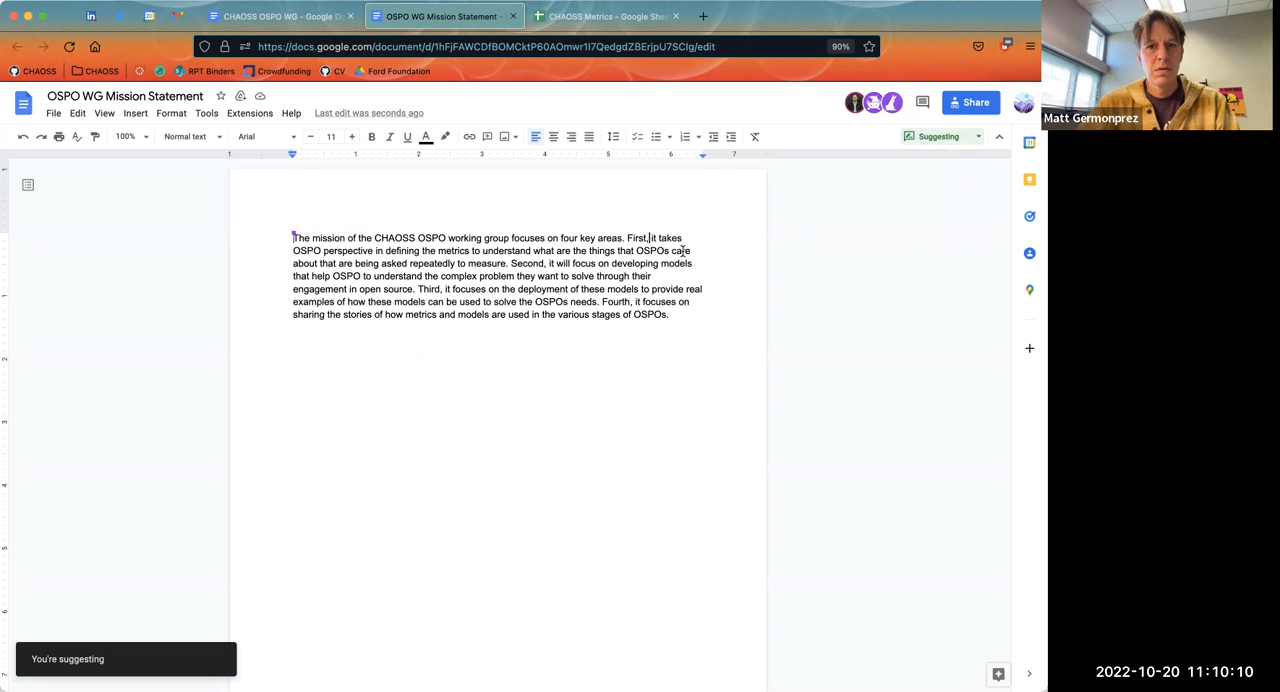 CHAOSS OSPO WG - Google D
OSPO WG Mission Statement -
CHAOSS Metrics - Google She
https://docs.google.com/document/d/1hFjFAWCDfBOMCktP60AOmwr1I7QedgdZBErjpU7SCIg/edit
90%
CHAOSS
CHAOSS
RPT Binders
Crowdfunding
CV
Ford Foundation
OSPO WG Mission Statement
File Edit View Insert Format Tools Extensions Help Last edit was seconds ago
Share
100% Normal text Arial 11 Suggesting
1 1 2 3 4 5 6 7
The mission of the CHAOSS OSPO working group focuses on four key areas. First, it takes
OSPO perspective in defining the metrics to understand what are the things that OSPOs care
about that are being asked repeatedly to measure. Second, it will focus on developing models
that help OSPO to understand the complex problem they want to solve through their
engagement in open source. Third, it focuses on the deployment of these models to provide real
examples of how these models can be used to solve the OSPOs needs. Fourth, it focuses on
sharing the stories of how metrics and models are used in the various stages of OSPOs.
You're suggesting
Matt Germonprez
2022-10-20 11:10:10